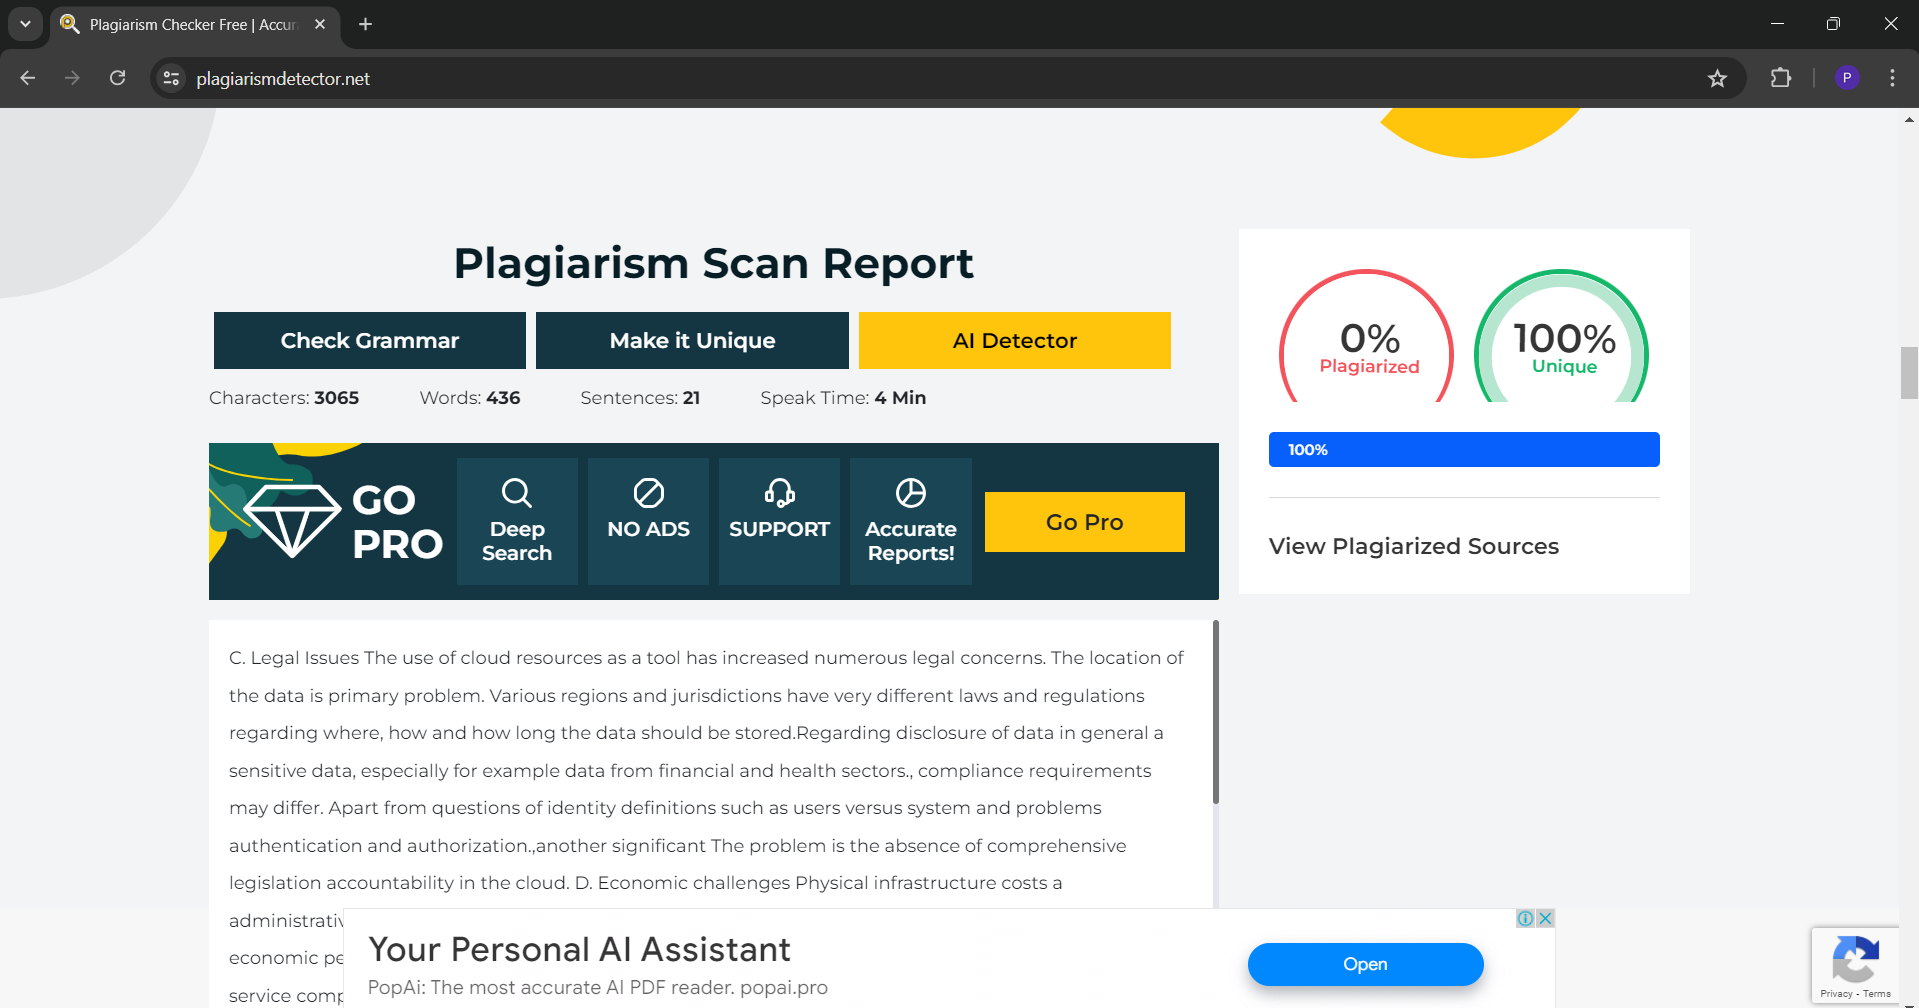 Plagiarism Checker Free | Accur
plagiarismdetector.net
P
Plagiarism Scan Report
Check Grammar
Make it Unique
AI Detector
Characters: 3065 Words: 436 Sentences: 21 Speak Time: 4 Min
GO PRO
Deep Search
NO ADS
SUPPORT
Accurate Reports!
Go Pro
0%
Plagiarized
100%
Unique
100%
View Plagiarized Sources
C. Legal Issues The use of cloud resources as a tool has increased numerous legal concerns. The location of
the data is primary problem. Various regions and jurisdictions have very different laws and regulations
regarding where, how and how long the data should be stored.Regarding disclosure of data in general a
sensitive data, especially for example data from financial and health sectors., compliance requirements
may differ. Apart from questions of identity definitions such as users versus system and problems
authentication and authorization.,another significant The problem is the absence of comprehensive
legislation accountability in the cloud. D. Economic challenges Physical infrastructure costs a
administrativ
economic pe
service comp
Your Personal AI Assistant
PopAi: The most accurate AI PDF reader. popai.pro
Open
Privacy - Terms